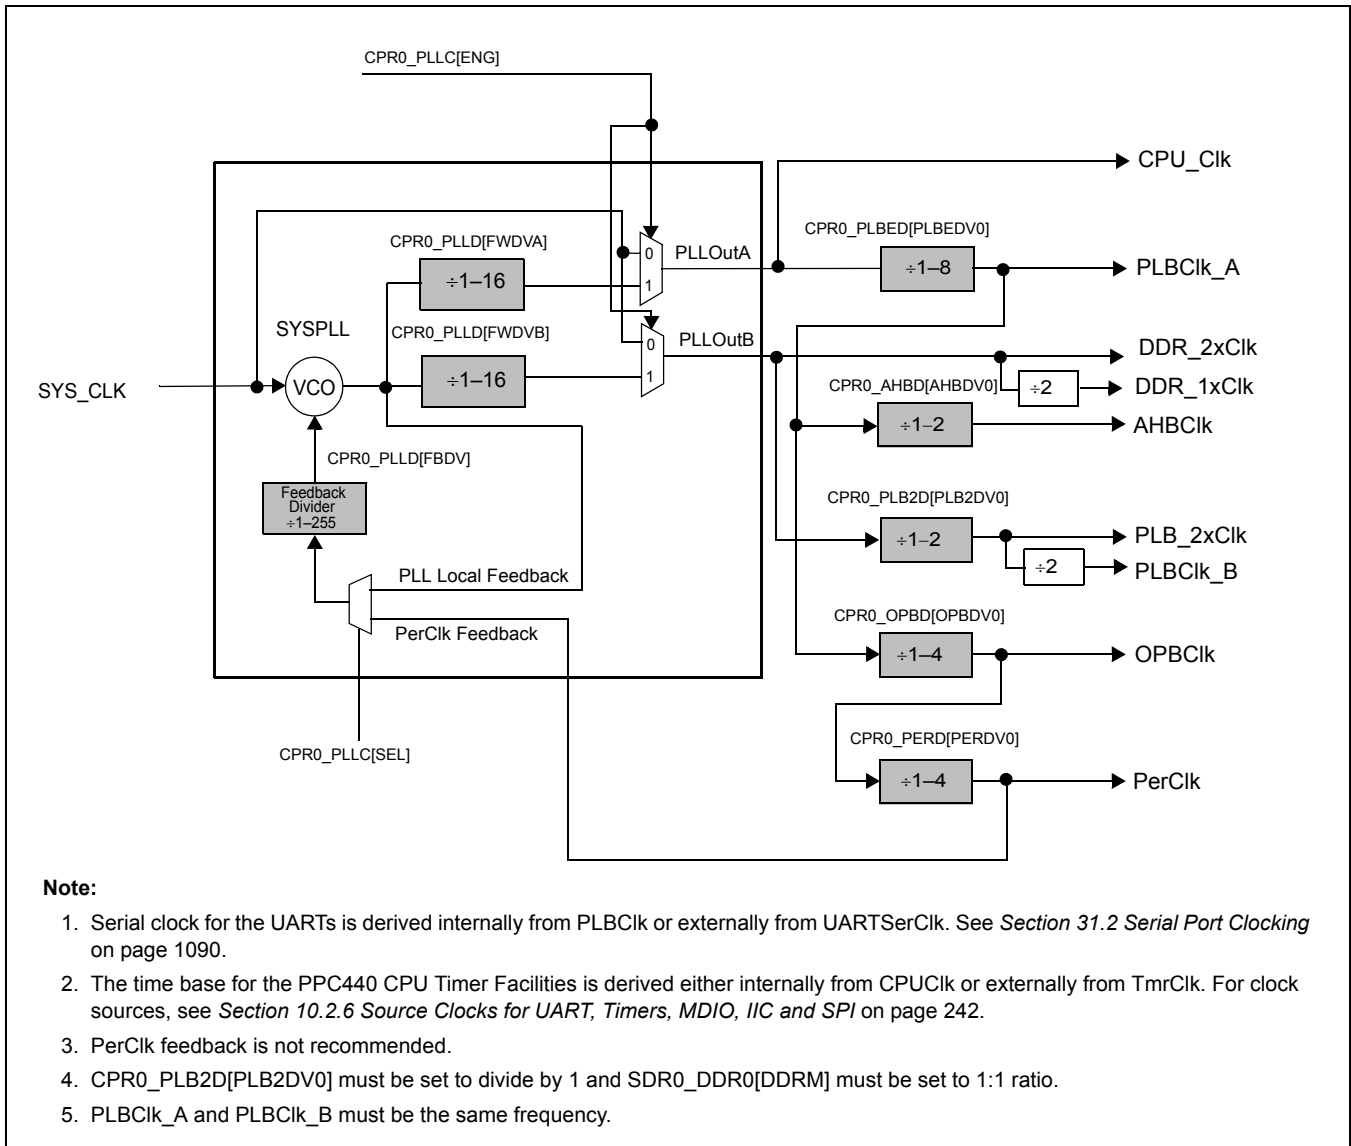 CPR0_PLLC[ENG]
CPU_Clk
CPR0_PLBED[PLBEDV0]
CPR0_PLLD[FWDVA]
0
PLLOutA
÷1–8
PLBClk_A
÷1–16
1
SYSPLL
CPR0_PLLD[FWDVB]
0
PLLOutB
DDR_2xClk
÷1–16
1
SYS_CLK
VCO
CPR0_AHBD[AHBDV0]
÷2
DDR_1xClk
÷1–2
AHBClk
CPR0_PLLD[FBDV]
Feedback
Divider
÷1–255
CPR0_PLB2D[PLB2DV0]
÷1–2
PLB_2xClk
÷2
PLBClk_B
PLL Local Feedback
PerClk Feedback
CPR0_OPBD[OPBDV0]
÷1–4
OPBClk
CPR0_PLLC[SEL]
CPR0_PERD[PERDV0]
÷1–4
PerClk
Note:
1. Serial clock for the UARTs is derived internally from PLBClk or externally from UARTSerClk. See Section 31.2 Serial Port Clocking
on page 1090.
2. The time base for the PPC440 CPU Timer Facilities is derived either internally from CPUClk or externally from TmrClk. For clock
sources, see Section 10.2.6 Source Clocks for UART, Timers, MDIO, IIC and SPI on page 242.
3. PerClk feedback is not recommended.
4. CPR0_PLB2D[PLB2DV0] must be set to divide by 1 and SDR0_DDR0[DDRM] must be set to 1:1 ratio.
5. PLBClk_A and PLBClk_B must be the same frequency.